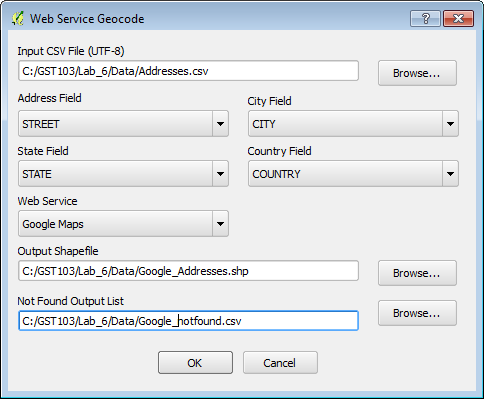 Web Service Geocode
Input CSV File (UTF-8)
C:/GST103/Lab_6/Data/Addresses.csv
Browse...
Address Field
City Field
STREET
CITY
State Field
Country Field
STATE
COUNTRY
Web Service
Google Maps
Output Shapefile
C:/GST103/Lab_6/Data/Google_Addresses.shp
Browse...
Not Found Output List
C:/GST103/Lab_6/Data/Google_notfound.csv
Browse...
OK
Cancel